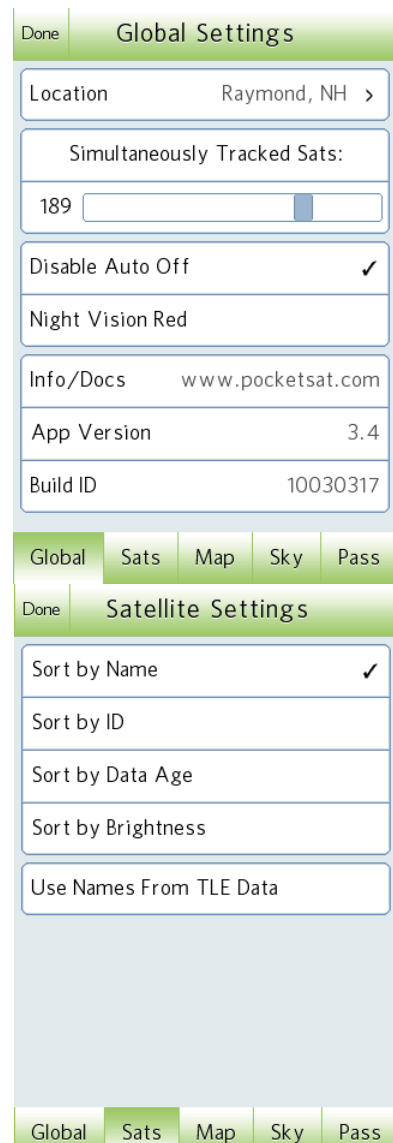 Done Global Settings
Location Raymond, NH >
Simultaneously Tracked Sats:
189
Disable Auto Off ✓
Night Vision Red
Info/Docs www.pocketsat.com
App Version 3.4
Build ID 10030317
Global Sats Map Sky Pass
Done Satellite Settings
Sort by Name ✓
Sort by ID
Sort by Data Age
Sort by Brightness
Use Names From TLE Data
Global Sats Map Sky Pass